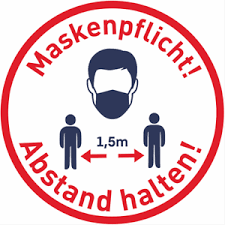 Maskenpflicht!
1,5m
Abstand halten!